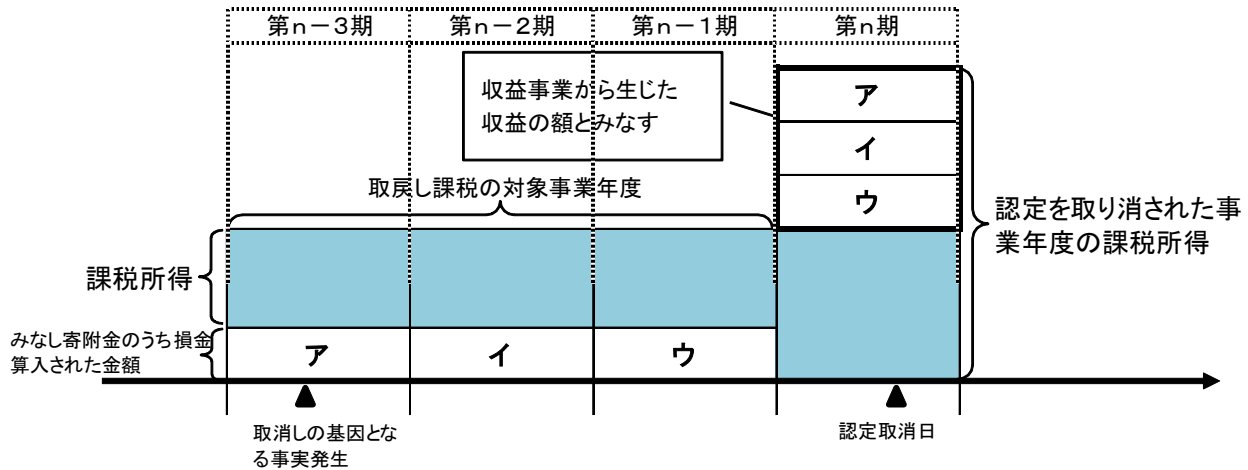 第n－3期
第n－2期
第n－1期
第n期
収益事業から生じた
収益の額とみなす
ア
イ
ウ
取戻し課税の対象事業年度
認定を取り消された事
業年度の課税所得
課税所得
みなし寄附金のうち損金
算入された金額
ア
イ
ウ
取消しの基因とな
る事実発生
認定取消日